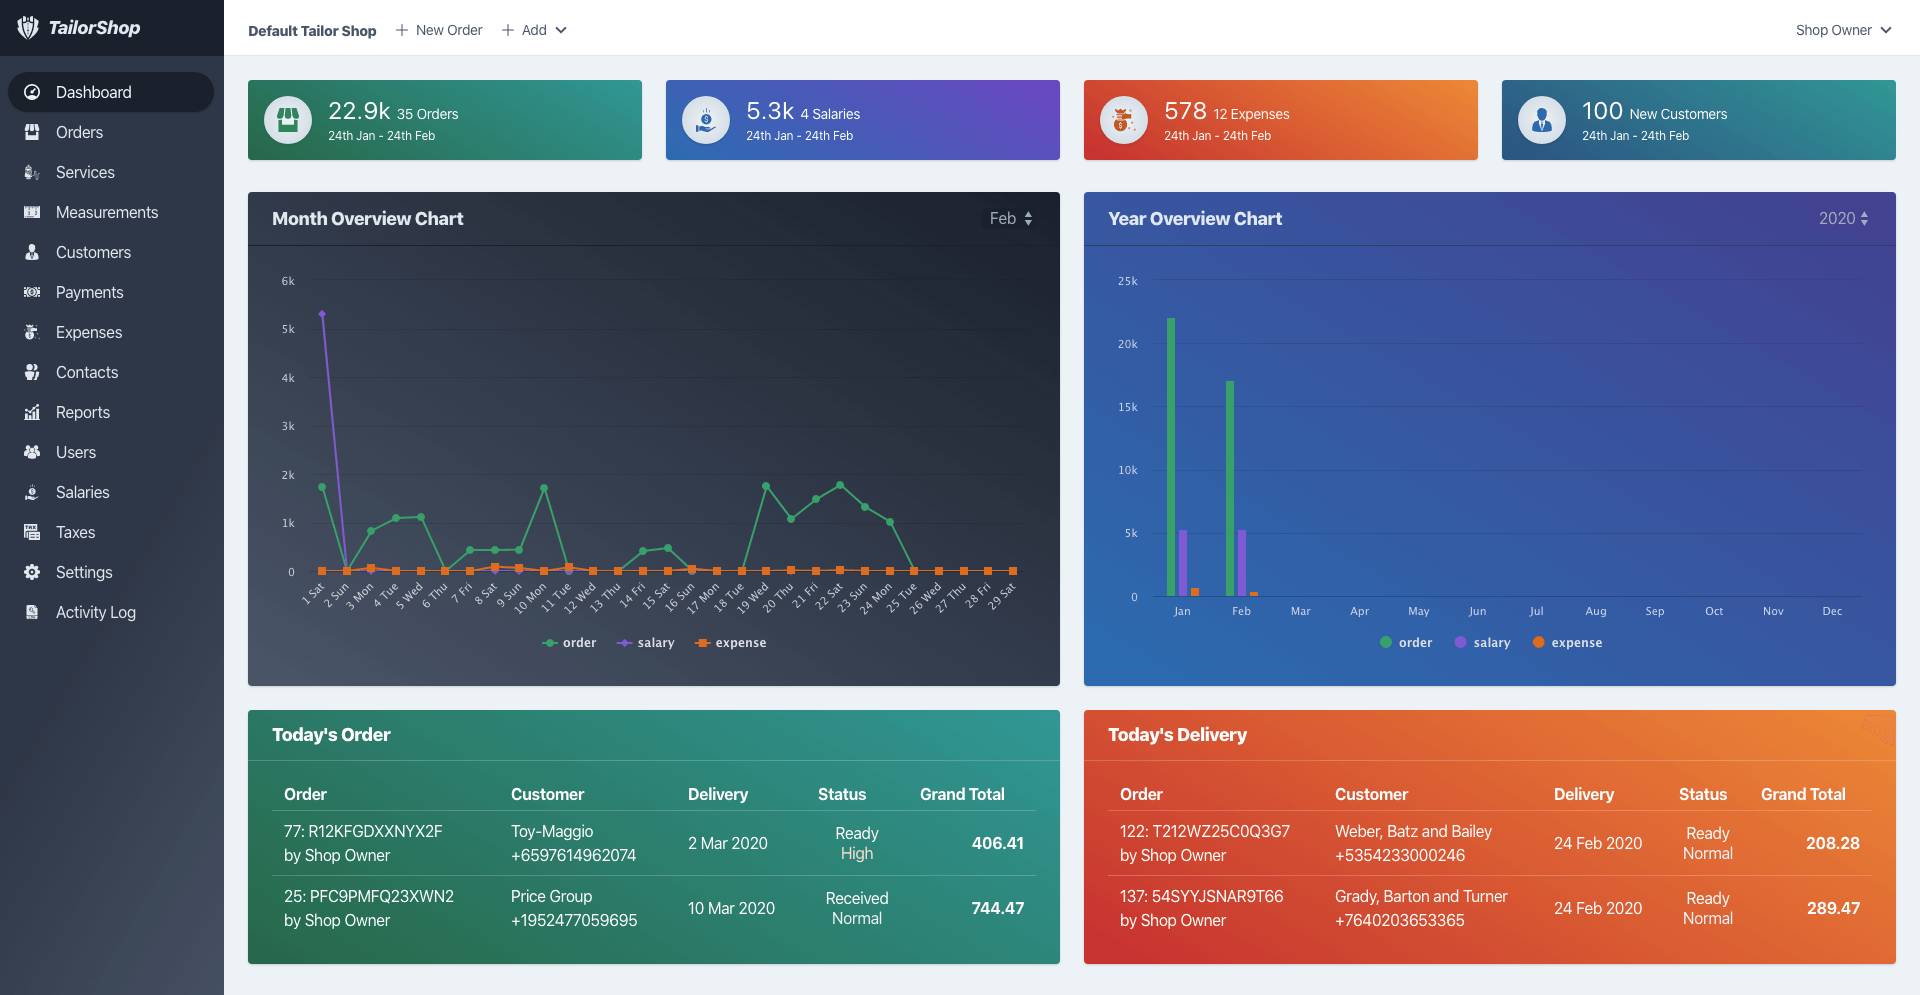 TailorShop
Default Tailor Shop
New Order
Add
Shop Owner
Dashboard
Orders
Services
Measurements
Customers
Payments
Expenses
Contacts
Reports
Users
Salaries
Taxes
Settings
Activity Log
22.9k 35 Orders
24th Jan - 24th Feb
5.3k 4 Salaries
24th Jan - 24th Feb
578 12 Expenses
24th Jan - 24th Feb
100 New Customers
24th Jan - 24th Feb
Month Overview Chart
Feb
6k
5k
4k
3k
2k
1k
0
1 Sat
2 Sun
3 Mon
4 Tue
5 Wed
6 Thu
7 Fri
8 Sat
9 Sun
10 Mon
11 Tue
12 Wed
13 Thu
14 Fri
15 Sat
16 Sun
17 Mon
18 Tue
19 Wed
20 Thu
21 Fri
22 Sat
23 Sun
24 Mon
25 Tue
26 Wed
27 Thu
28 Fri
29 Sat
order salary expense
Year Overview Chart
2020
25k
20k
15k
10k
5k
0
Jan Feb Mar Apr May Jun Jul Aug Sep Oct Nov Dec
order salary expense
Today's Order
Order Customer Delivery Status Grand Total
77: R12KFGDXXNYX2F
by Shop Owner
Toy-Maggio
+6597614962074
2 Mar 2020
Ready
High
406.41
25: PFC9PMFQ23XWN2
by Shop Owner
Price Group
+1952477059695
10 Mar 2020
Received
Normal
744.47
Today's Delivery
Order Customer Delivery Status Grand Total
122: T212WZ25C0Q3G7
by Shop Owner
Weber, Batz and Bailey
+5354233000246
24 Feb 2020
Ready
Normal
208.28
137: 54SYYJSNAR9T66
by Shop Owner
Grady, Barton and Turner
+7640203653365
24 Feb 2020
Ready
Normal
289.47